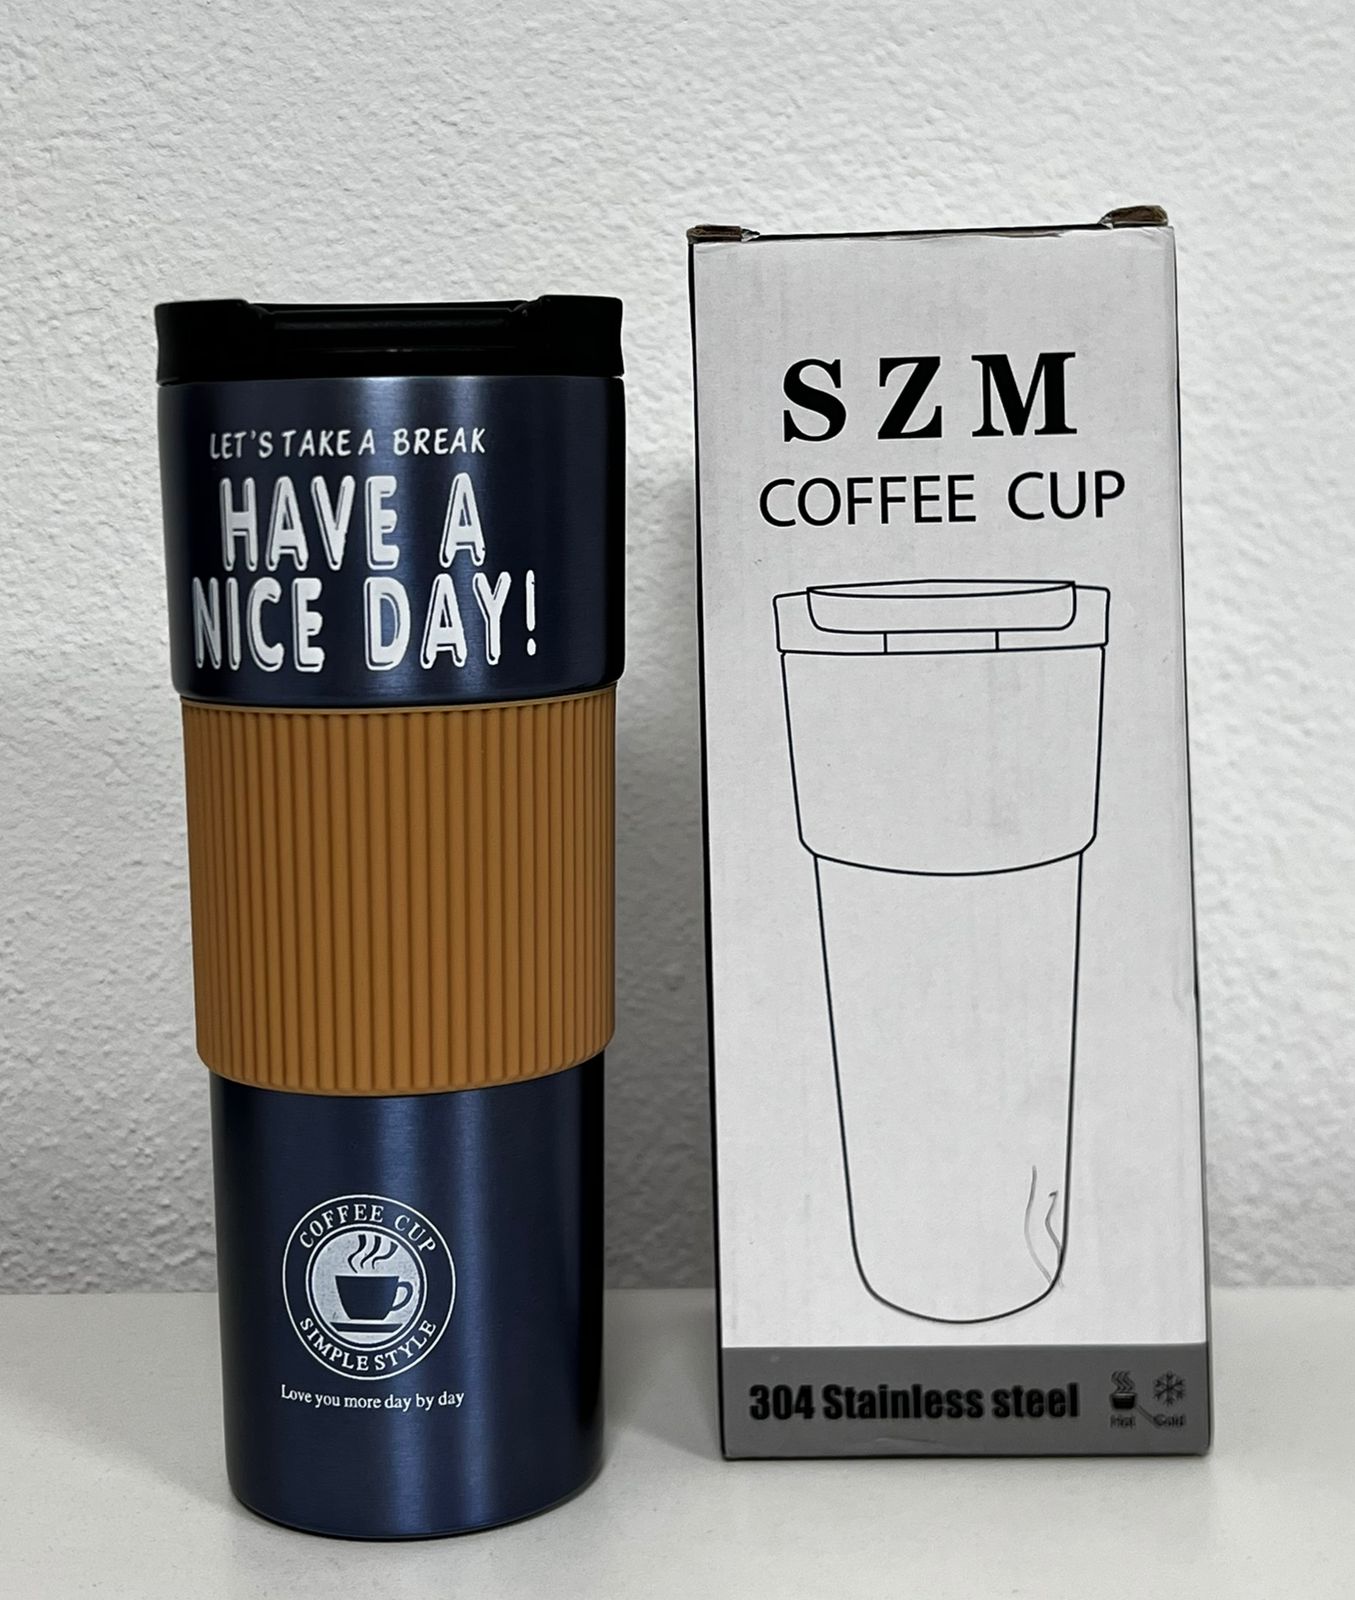 LET'S TAKE A BREAK
HAVE A
NICE DAY!
COFFEE CUP
SIMPLE STYLE
Love you more day by day
SZM
COFFEE CUP
304 Stainless steel
Hot Cold